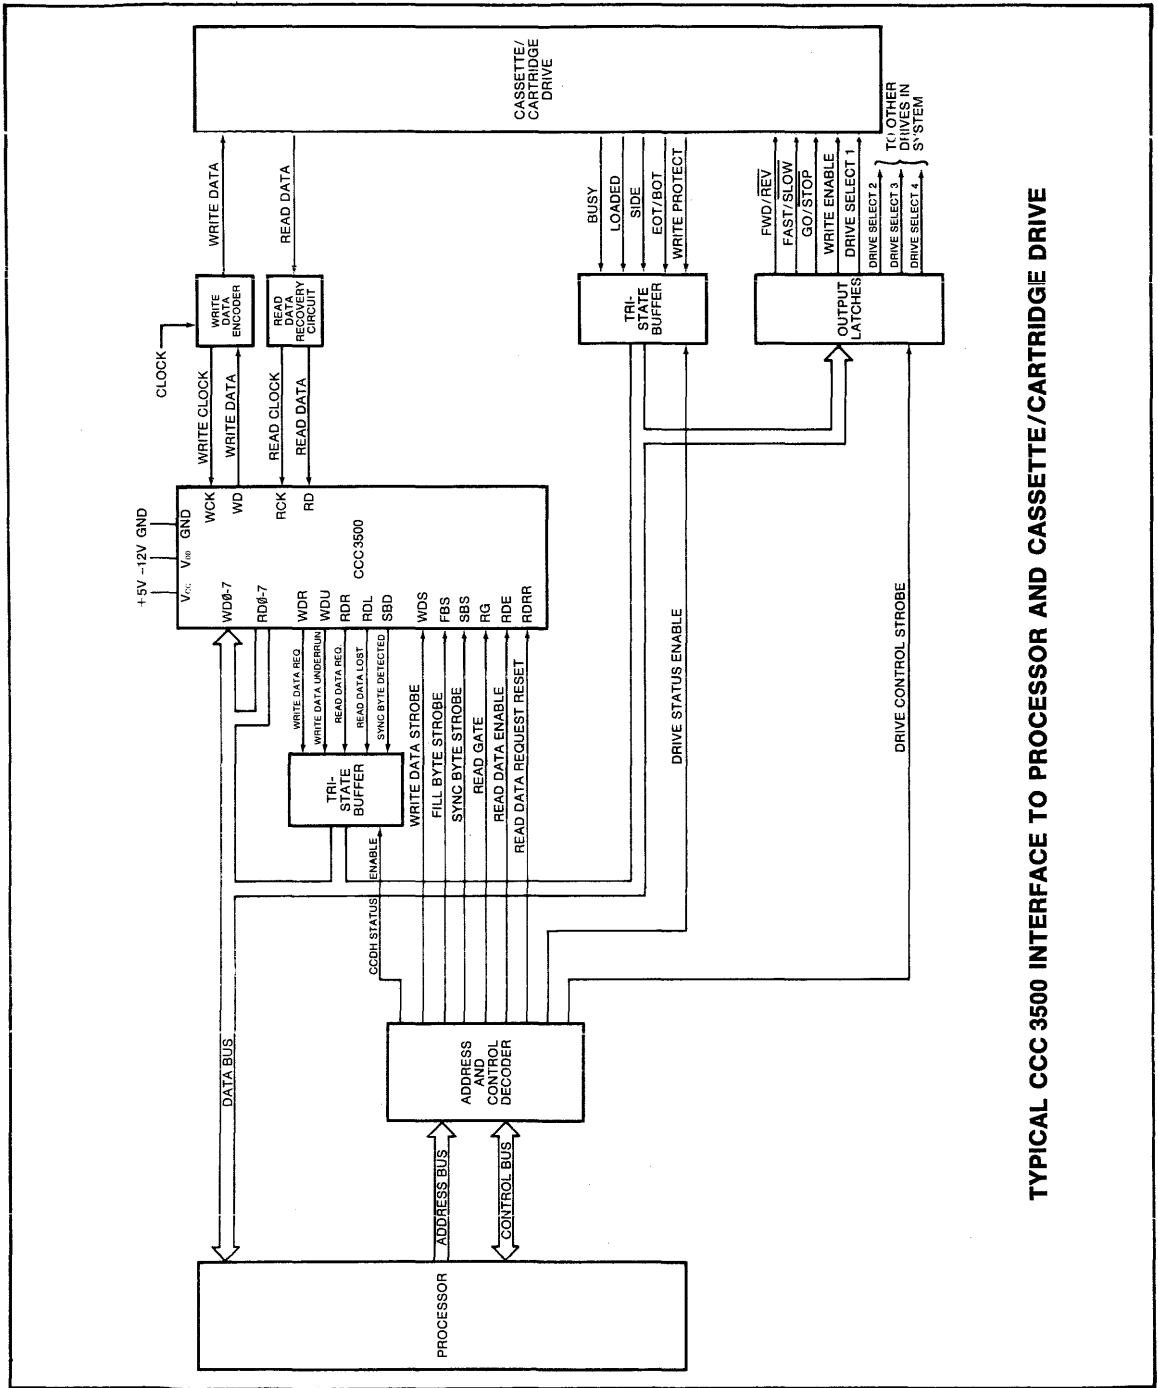 CASSETTE/
CARTRIDGE
DRIVE
WRITE DATA
READ DATA
BUSY
LOADED
SIDE
EOT/BOT
WRITE PROTECT
FWD/REV
FAST/SLOW
GO/STOP
WRITE ENABLE
DRIVE SELECT 1
DRIVE SELECT 2
DRIVE SELECT 3
DRIVE SELECT 4
TO OTHER
DRIVES IN
SYSTEM
CLOCK
WRITE
DATA
ENCODER
READ
DATA
RECOVERY
CIRCUIT
TRI-
STATE
BUFFER
OUTPUT
LATCHES
WRITE CLOCK
WRITE DATA
READ CLOCK
READ DATA
+5V -12V GND
Vcc VDD GND
WCK
WD
RCK
RD
CCC3500
WDØ-7
RDØ-7
WDR
WDU
RDR
RDL
SBD
WDS
FBS
SBS
RG
RDE
RDRR
WRITE DATA REQ.
WRITE DATA UNDERRUN
READ DATA REQ.
READ DATA LOST
SYNC BYTE DETECTED
TRI-
STATE
BUFFER
WRITE DATA STROBE
FILL BYTE STROBE
SYNC BYTE STROBE
READ GATE
READ DATA ENABLE
READ DATA REQUEST RESET
CCDH STATUS ENABLE
DRIVE STATUS ENABLE
DRIVE CONTROL STROBE
DATA BUS
ADDRESS
AND
CONTROL
DECODER
ADDRESS BUS
CONTROL BUS
PROCESSOR
TYPICAL CCC 3500 INTERFACE TO PROCESSOR AND CASSETTE/CARTRIDGE DRIVE